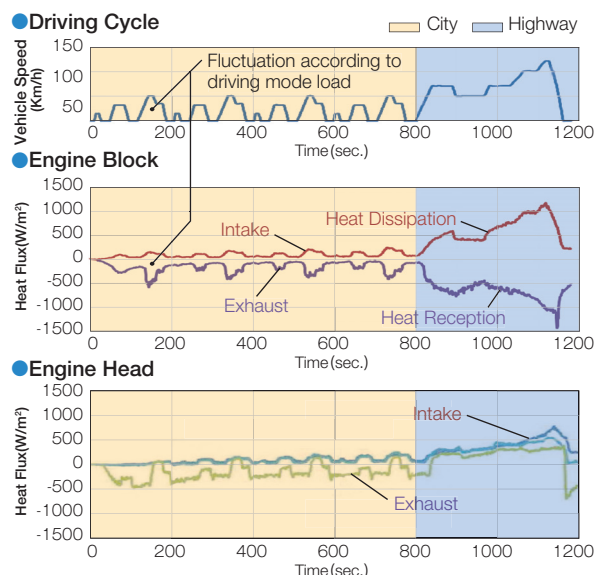 ●Driving Cycle
City
Highway
Vehicle Speed
(Km/h)
150
100
50
Fluctuation according to
driving mode load
0
200
400
600
800
1000
1200
Time(sec.)
●Engine Block
Heat Flux(W/m²)
1500
1000
500
0
-500
-1000
-1500
Intake
Heat Dissipation
Exhaust
Heat Reception
0
200
400
600
800
1000
1200
Time(sec.)
●Engine Head
Heat Flux(W/m²)
1500
1000
500
0
-500
-1000
-1500
Intake
Exhaust
0
200
400
600
800
1000
1200
Time(sec.)